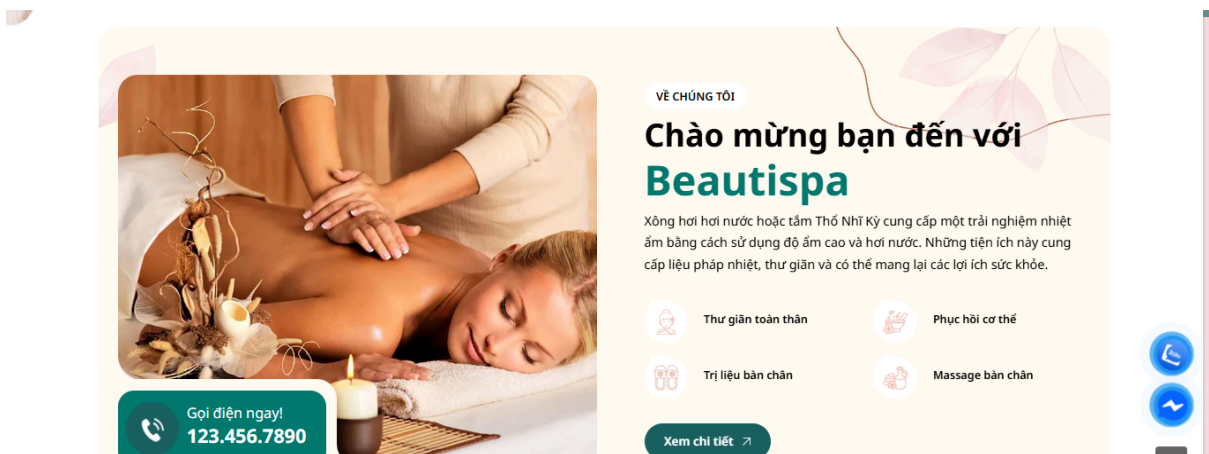 VỀ CHÚNG TÔI
Chào mừng bạn đến với
Beautispa
Xông hơi hơi nước hoặc tắm Thổ Nhĩ Kỳ cung cấp một trải nghiệm nhiệt
ẩm bằng cách sử dụng độ ẩm cao và hơi nước. Những tiện ích này cung
cấp liệu pháp nhiệt, thư giãn và có thể mang lại các lợi ích sức khỏe.
Thư giãn toàn thân
Phục hồi cơ thể
Trị liệu bàn chân
Massage bàn chân
Xem chi tiết
Gọi điện ngay!
123.456.7890
Zalo